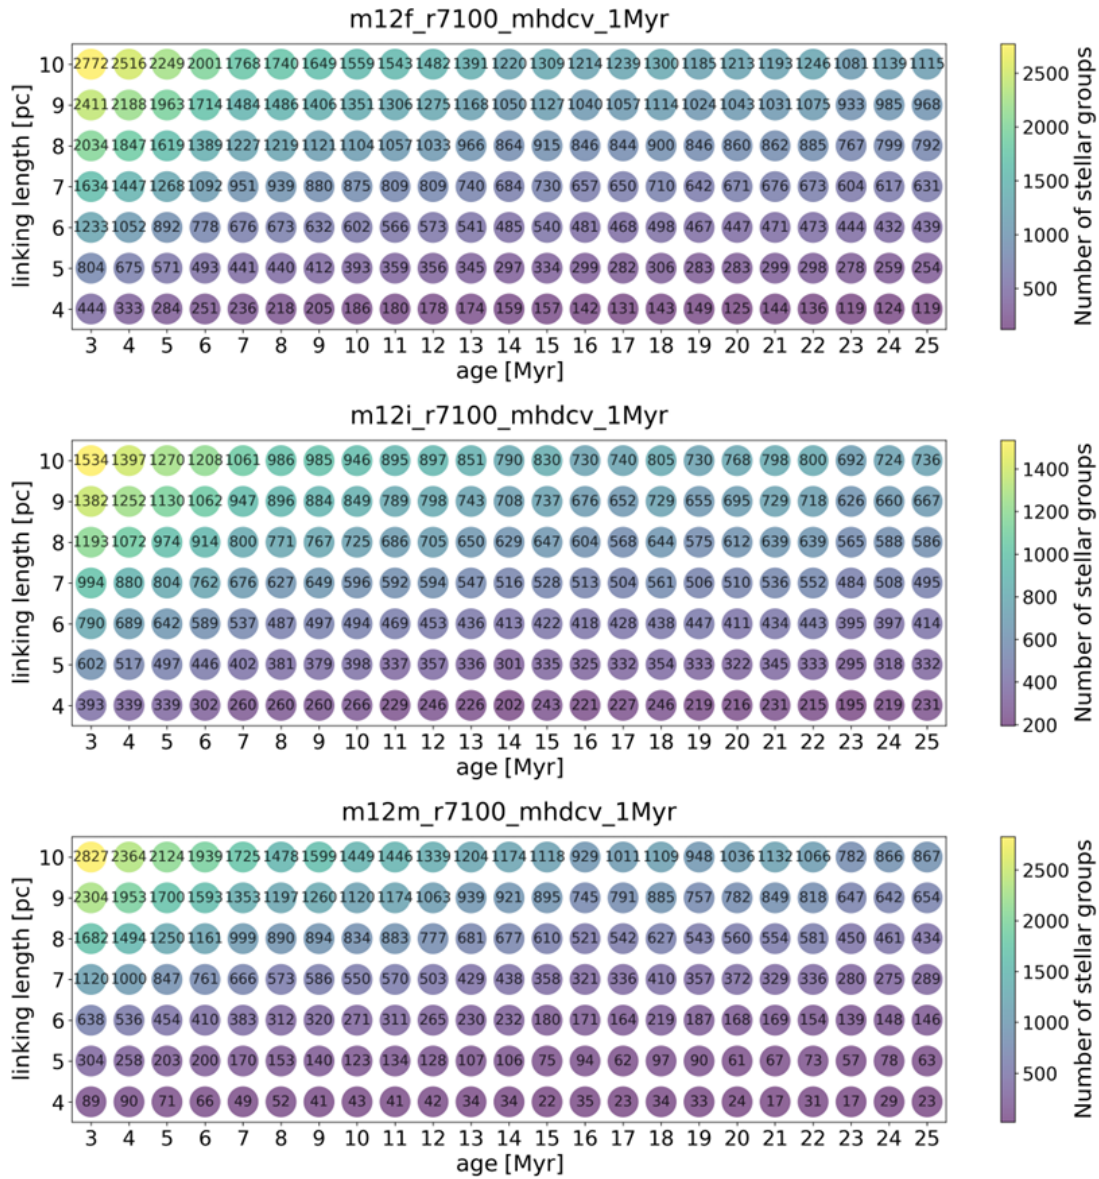 m12f_r7100_mhdcv_1Myr
10 2772 2516 2249 2001 1768 1740 1649 1559 1543 1482 1391 1220 1309 1214 1239 1300 1185 1213 1193 1246 1081 1139 1115
9 2411 2188 1963 1714 1484 1486 1406 1351 1306 1275 1168 1050 1127 1040 1057 1114 1024 1043 1031 1075 933 985 968
8 2034 1847 1619 1389 1227 1219 1121 1104 1057 1033 966 864 915 846 844 900 846 860 862 885 767 799 792
7 1634 1447 1268 1092 951 939 880 875 809 809 740 684 730 657 650 710 642 671 676 673 604 617 631
6 1233 1052 892 778 676 673 632 602 566 573 541 485 540 481 468 498 467 447 471 473 444 432 439
5 804 675 571 493 441 440 412 393 359 356 345 297 334 299 282 306 283 283 299 298 278 259 254
4 444 333 284 251 236 218 205 186 180 178 174 159 157 142 131 143 149 125 144 136 119 124 119
3 4 5 6 7 8 9 10 11 12 13 14 15 16 17 18 19 20 21 22 23 24 25
age [Myr]
linking length [pc]
2500
2000
1500
1000
500
Number of stellar groups
m12i_r7100_mhdcv_1Myr
10 1534 1397 1270 1208 1061 986 985 946 895 897 851 790 830 730 740 805 730 768 798 800 692 724 736
9 1382 1252 1130 1062 947 896 884 849 789 798 743 708 737 676 652 729 655 695 729 718 626 660 667
8 1193 1072 974 914 800 771 767 725 686 705 650 629 647 604 568 644 575 612 639 639 565 588 586
7 994 880 804 762 676 627 649 596 592 594 547 516 528 513 504 561 506 510 536 552 484 508 495
6 790 689 642 589 537 487 497 494 469 453 436 413 422 418 428 438 447 411 434 443 395 397 414
5 602 517 497 446 402 381 379 398 337 357 336 301 335 325 332 354 333 322 345 333 295 318 332
4 393 339 339 302 260 260 260 266 229 246 226 202 243 221 227 246 219 216 231 215 195 219 231
3 4 5 6 7 8 9 10 11 12 13 14 15 16 17 18 19 20 21 22 23 24 25
age [Myr]
linking length [pc]
1400
1200
1000
800
600
400
200
Number of stellar groups
m12m_r7100_mhdcv_1Myr
10 2827 2364 2124 1939 1725 1478 1599 1449 1446 1339 1204 1174 1118 929 1011 1109 948 1036 1132 1066 782 866 867
9 2304 1953 1700 1593 1353 1197 1260 1120 1174 1063 939 921 895 745 791 885 757 782 849 818 647 642 654
8 1682 1494 1250 1161 999 890 894 834 883 777 681 677 610 521 542 627 543 560 554 581 450 461 434
7 1120 1000 847 761 666 573 586 550 570 503 429 438 358 321 336 410 357 372 329 336 280 275 289
6 638 536 454 410 383 312 320 271 311 265 230 232 180 171 164 219 187 168 169 154 139 148 146
5 304 258 203 200 170 153 140 123 134 128 107 106 75 94 62 97 90 61 67 73 57 78 63
4 89 90 71 66 49 52 41 43 41 42 34 34 22 35 23 34 33 24 17 31 17 29 23
3 4 5 6 7 8 9 10 11 12 13 14 15 16 17 18 19 20 21 22 23 24 25
age [Myr]
linking length [pc]
2500
2000
1500
1000
500
Number of stellar groups